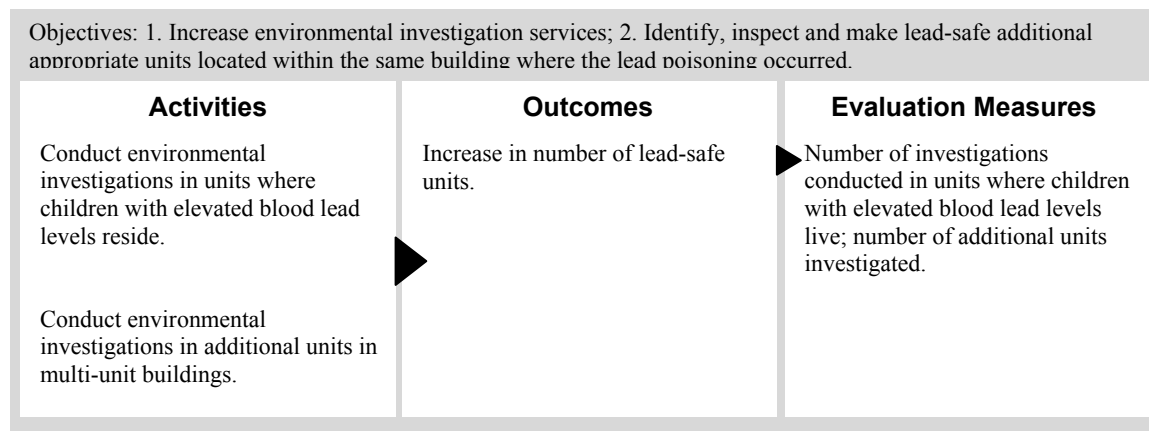 Objectives: 1. Increase environmental investigation services; 2. Identify, inspect and make lead-safe additional
appropriate units located within the same building where the lead poisoning occurred.
Activities
Conduct environmental
investigations in units where
children with elevated blood lead
levels reside.
Conduct environmental
investigations in additional units in
multi-unit buildings.
Outcomes
Increase in number of lead-safe
units.
Evaluation Measures
Number of investigations
conducted in units where children
with elevated blood lead levels
live; number of additional units
investigated.